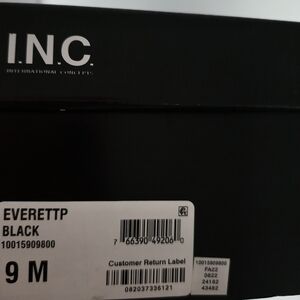 I.N.C.
INTERNATIONAL CONCEPTS
EVERETTP
BLACK
10015909800
9 M
7 66390 49206 0
Customer Return Label
082037336121
10015909800
FA22
0622
24162
43482